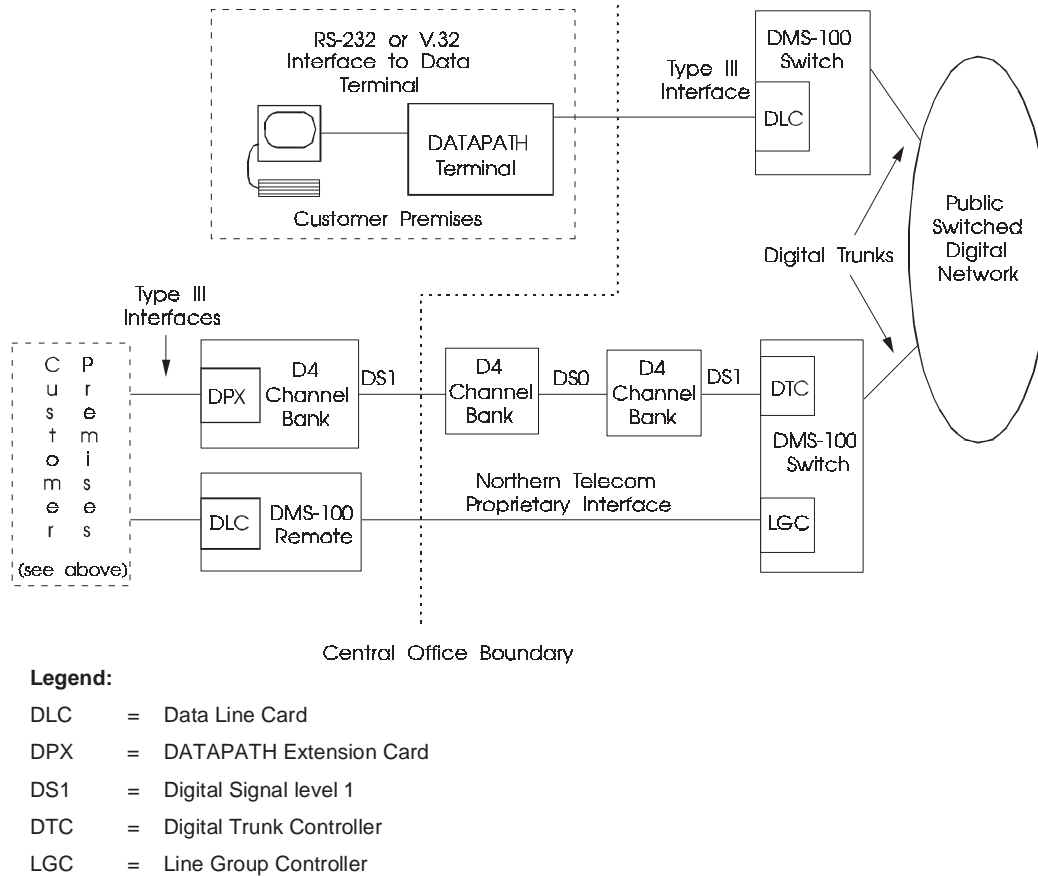 RS-232 or V.32
Interface to Data
Terminal
DATAPATH
Terminal
Customer Premises
Type III
Interface
DMS-100
Switch
DLC
Public
Switched
Digital
Network
Digital Trunks
Type III
Interfaces
Customer
Premises
(see above)
DPX
D4
Channel
Bank
DS1
D4
Channel
Bank
DS0
D4
Channel
Bank
DS1
DTC
DMS-100
Switch
LGC
DLC
DMS-100
Remote
Northern Telecom
Proprietary Interface
Central Office Boundary
Legend:
DLC = Data Line Card
DPX = DATAPATH Extension Card
DS1 = Digital Signal level 1
DTC = Digital Trunk Controller
LGC = Line Group Controller